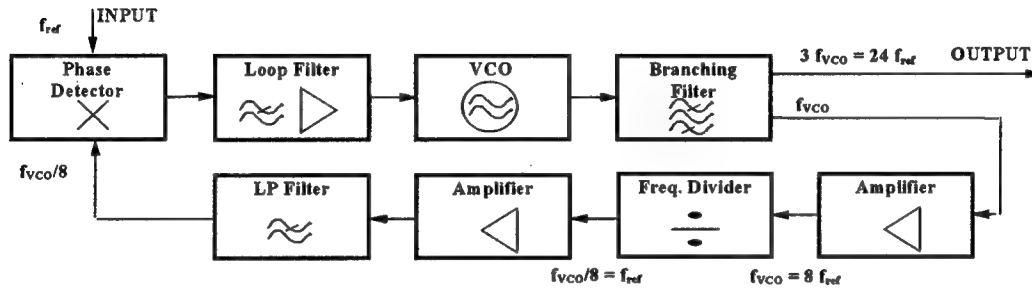 f_ref INPUT
Phase Detector
Loop Filter
VCO
Branching Filter
3 f_VCO = 24 f_ref OUTPUT
f_VCO
f_VCO/8
LP Filter
Amplifier
Freq. Divider
Amplifier
f_VCO/8 = f_ref
f_VCO = 8 f_ref